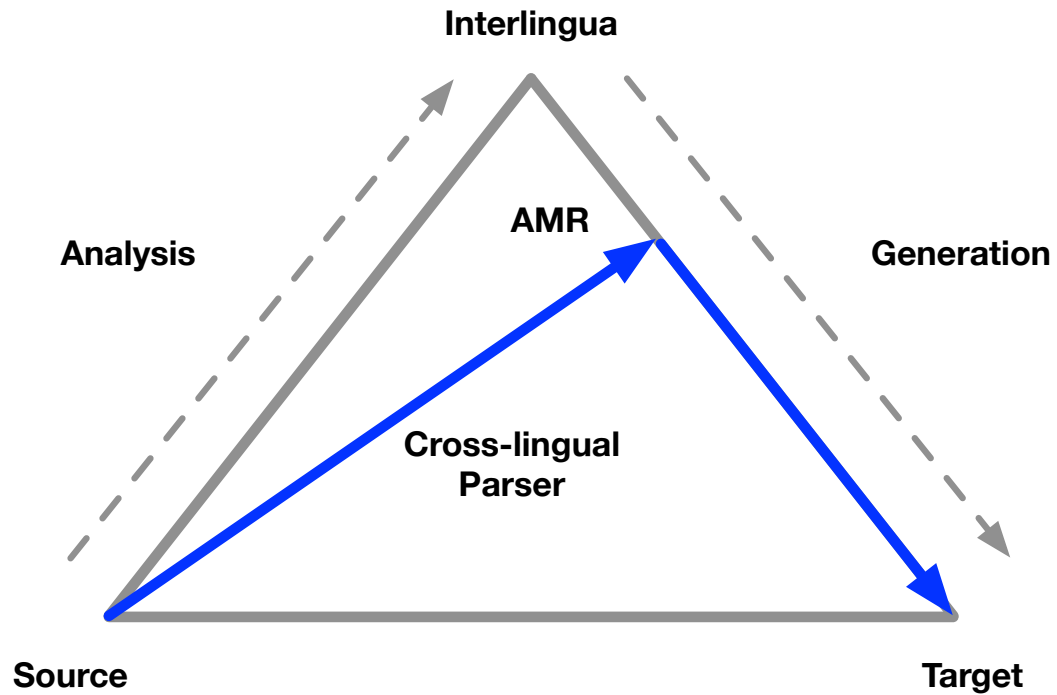 Interlingua
AMR
Analysis
Generation
Cross-lingual
Parser
Source
Target